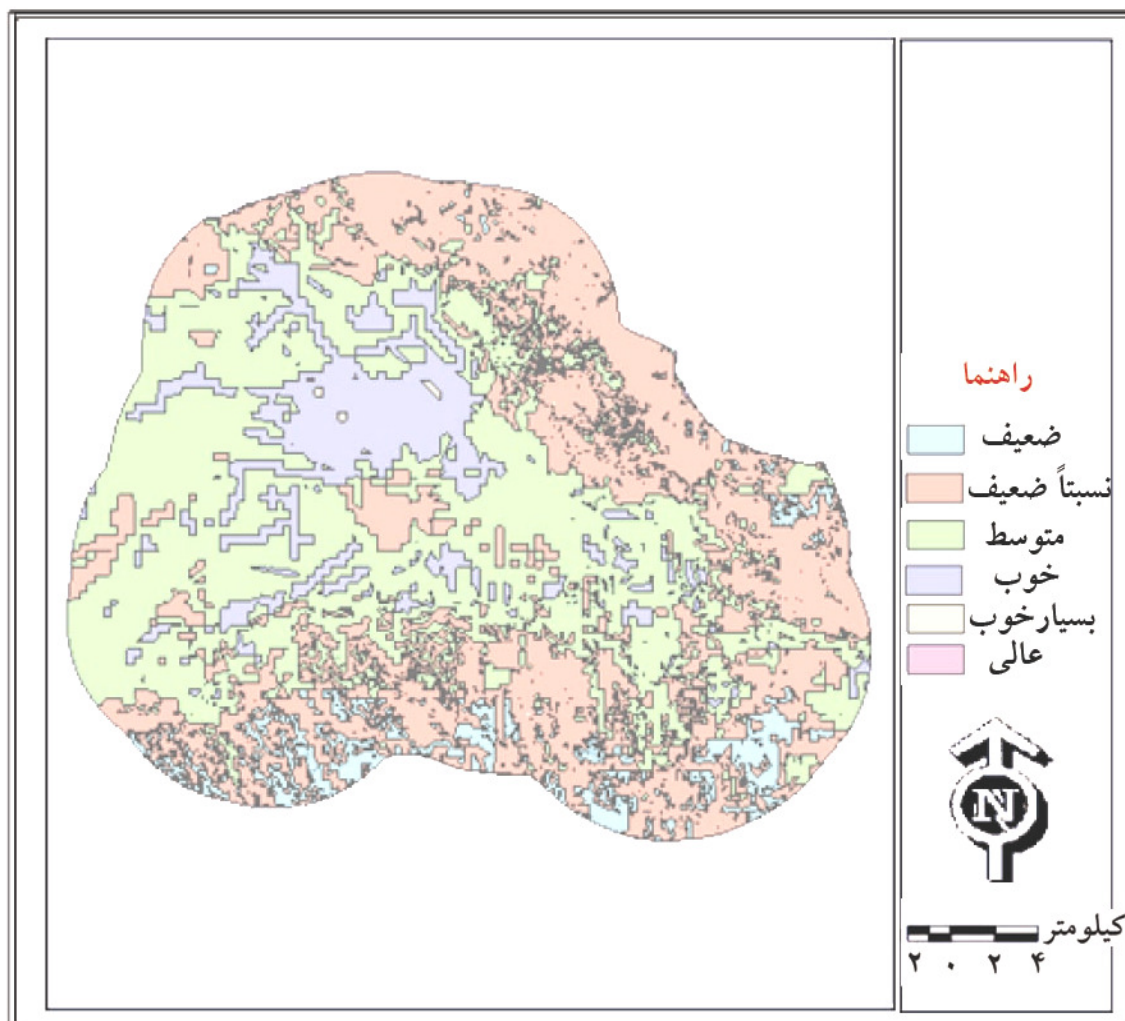 راهنما
ضعیف
نسبتاً ضعیف
متوسط
خوب
بسیارخوب
عالی
N
کیلومتر
۲ ۰ ۲ ۴